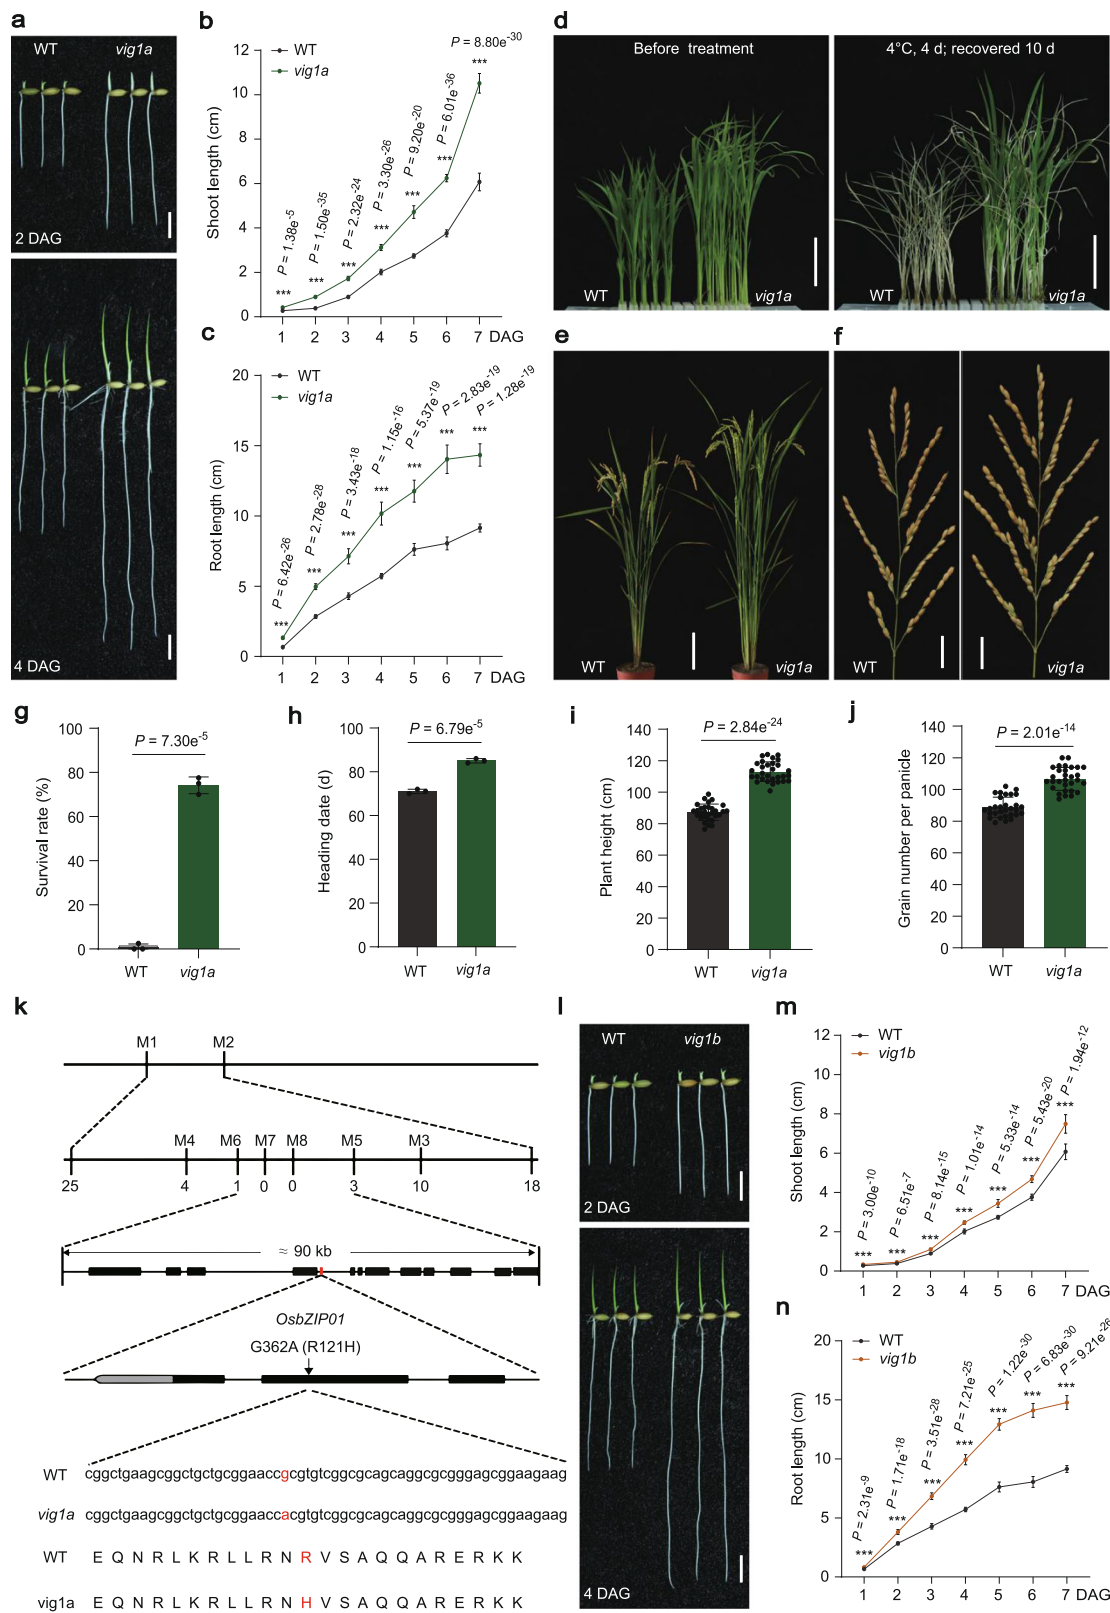 a
WT vig1a
2 DAG
4 DAG
b
WT
vig1a
Shoot length (cm)
12
10
8
6
4
2
0
P = 1.38e-5
P = 1.50e-35
P = 2.32e-24
P = 3.30e-26
P = 9.20e-20
P = 6.01e-36
P = 8.80e-30
*** *** *** *** *** *** ***
1 2 3 4 5 6 7 DAG
c
WT
vig1a
Root length (cm)
20
15
10
5
0
P = 6.42e-26
P = 2.78e-28
P = 3.43e-18
P = 1.15e-16
P = 5.37e-19
P = 2.83e-19
P = 1.28e-19
*** *** *** *** *** *** ***
1 2 3 4 5 6 7 DAG
d
Before treatment
WT vig1a
4°C, 4 d; recovered 10 d
WT vig1a
e
WT vig1a
f
WT vig1a
g
Survival rate (%)
100
80
60
40
20
0
P = 7.30e-5
WT vig1a
h
Heading date (d)
100
80
60
40
20
0
P = 6.79e-5
WT vig1a
i
Plant height (cm)
140
120
100
80
60
40
20
0
P = 2.84e-24
WT vig1a
j
Grain number per panicle
140
120
100
80
60
40
20
0
P = 2.01e-14
WT vig1a
k
M1 M2
M4 M6 M7 M8 M5 M3
25 4 1 0 0 3 10 18
≈ 90 kb
OsbZIP01
G362A (R121H)
WT cggctgaagcggctgctgcggaaccgcgtgtcggcgcagcaggcgcgggagcggaagaag
vig1a cggctgaagcggctgctgcggaaccacgtgtcggcgcagcaggcgcgggagcggaagaag
WT E Q N R L K R L L R N R V S A Q Q A R E R K K
vig1a E Q N R L K R L L R N H V S A Q Q A R E R K K
l
WT vig1b
2 DAG
4 DAG
m
WT
vig1b
Shoot length (cm)
12
10
8
6
4
2
0
P = 3.00e-10
P = 6.51e-7
P = 8.14e-15
P = 1.01e-14
P = 5.33e-14
P = 5.43e-20
P = 1.94e-12
*** *** *** *** *** *** ***
1 2 3 4 5 6 7 DAG
n
WT
vig1b
Root length (cm)
20
15
10
5
0
P = 2.31e-9
P = 1.71e-18
P = 3.51e-28
P = 7.21e-25
P = 1.22e-30
P = 6.83e-30
P = 9.21e-26
*** *** *** *** *** *** ***
1 2 3 4 5 6 7 DAG